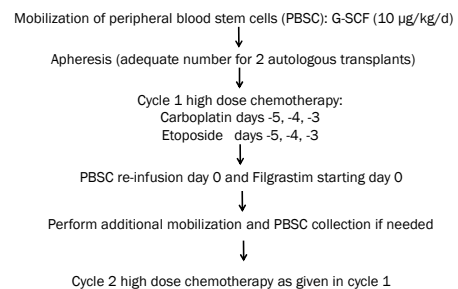 Mobilization of peripheral blood stem cells (PBSC): G-SCF (10 µg/kg/d)
Apheresis (adequate number for 2 autologous transplants)
Cycle 1 high dose chemotherapy:
Carboplatin days -5, -4, -3
Etoposide days -5, -4, -3
PBSC re-infusion day 0 and Filgrastim starting day 0
Perform additional mobilization and PBSC collection if needed
Cycle 2 high dose chemotherapy as given in cycle 1